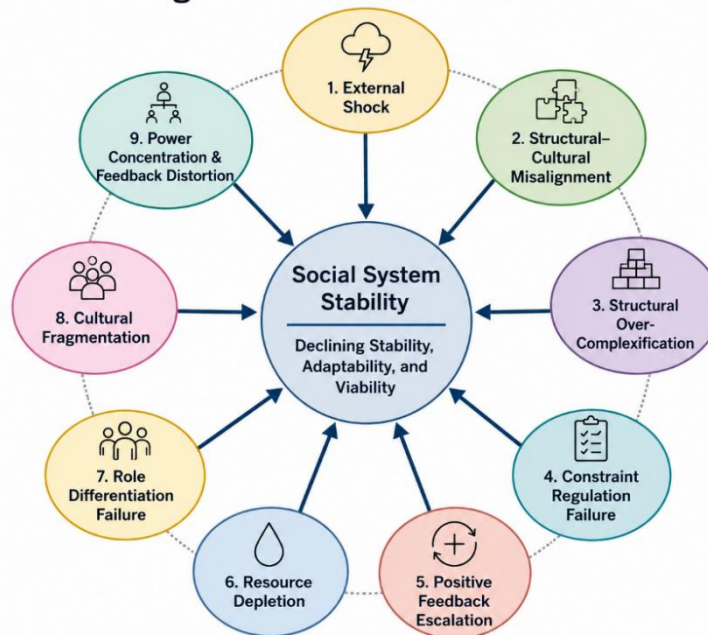 1. External
Shock
2. Structural–
Cultural
Misalignment
3. Structural
Over-
Complexification
4. Constraint
Regulation
Failure
5. Positive
Feedback
Escalation
6. Resource
Depletion
7. Role
Differentiation
Failure
8. Cultural
Fragmentation
9. Power
Concentration &
Feedback Distortion
Social System
Stability
Declining Stability,
Adaptability, and
Viability